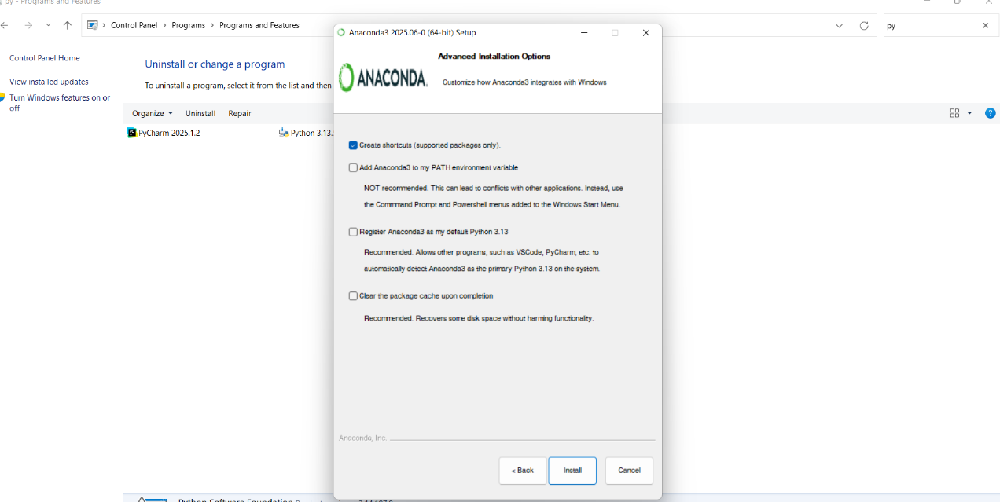 py - Programs and Features
Control Panel > Programs > Programs and Features
py
Control Panel Home
View installed updates
Turn Windows features on or
off
Uninstall or change a program
To uninstall a program, select it from the list and then
Organize
Uninstall
Repair
PyCharm 2025.1.2
Python 3.13.
Anaconda3 2025.06-0 (64-bit) Setup
ANACONDA.
Advanced Installation Options
Customize how Anaconda3 integrates with Windows
Create shortcuts (supported packages only).
Add Anaconda3 to my PATH environment variable
NOT recommended. This can lead to conflicts with other applications. Instead, use
the Commmand Prompt and Powershell menus added to the Windows Start Menu.
Register Anaconda3 as my default Python 3.13
Recommended. Allows other programs, such as VSCode, PyCharm, etc. to
automatically detect Anaconda3 as the primary Python 3.13 on the system.
Clear the package cache upon completion
Recommended. Recovers some disk space without harming functionality.
Anaconda, Inc.
< Back
Install
Cancel
Python Software Foundation